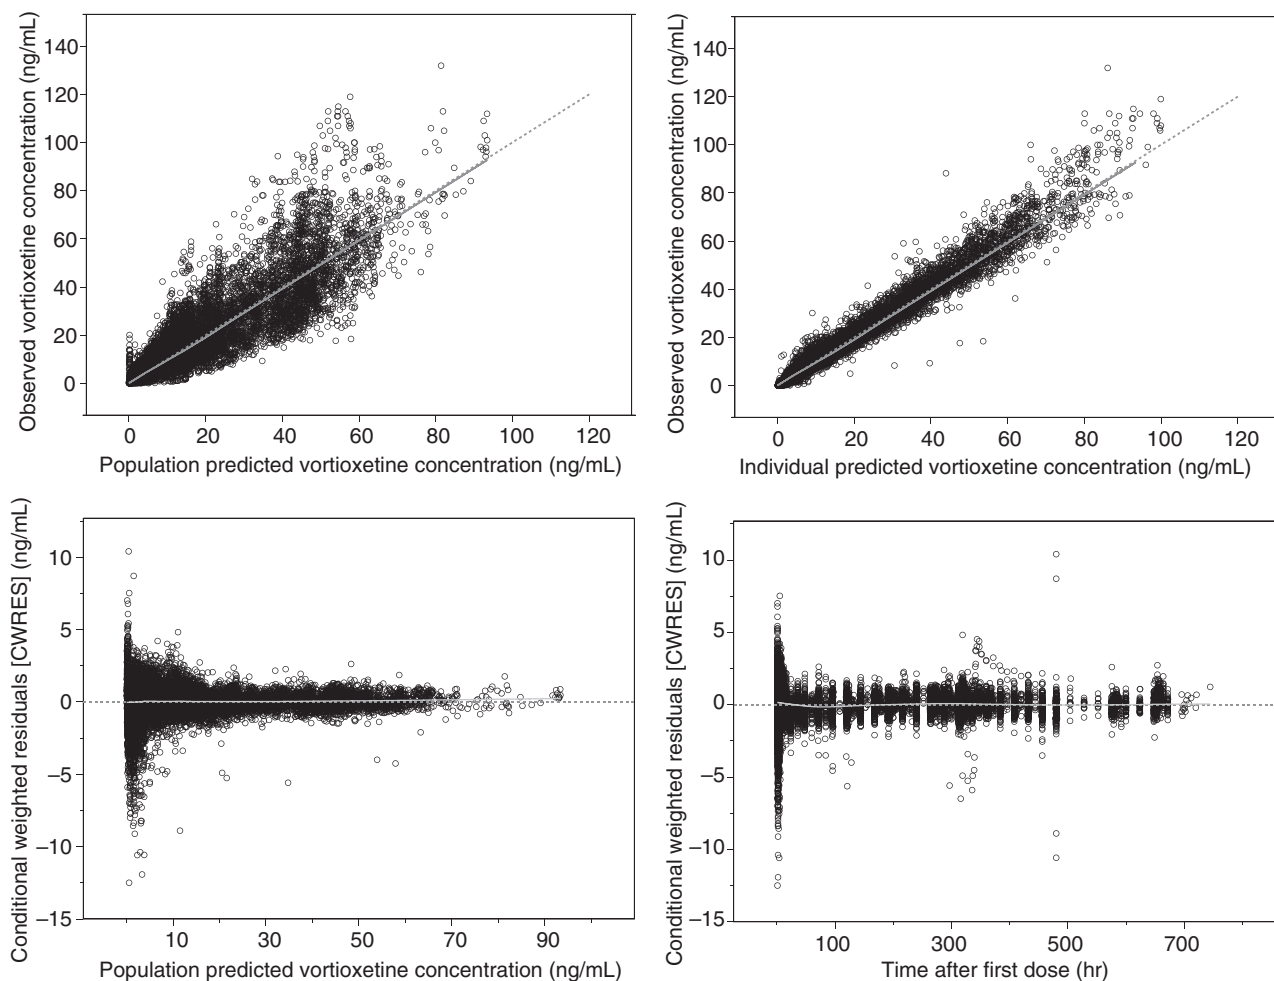 Observed vortioxetine concentration (ng/mL)
140
120
100
80
60
40
20
0
0 20 40 60 80 100 120
Population predicted vortioxetine concentration (ng/mL)
Observed vortioxetine concentration (ng/mL)
140
120
100
80
60
40
20
0
0 20 40 60 80 100 120
Individual predicted vortioxetine concentration (ng/mL)
Conditional weighted residuals [CWRES] (ng/mL)
10
5
0
−5
−10
−15
10 30 50 70 90
Population predicted vortioxetine concentration (ng/mL)
Conditional weighted residuals [CWRES] (ng/mL)
10
5
0
−5
−10
−15
100 300 500 700
Time after first dose (hr)